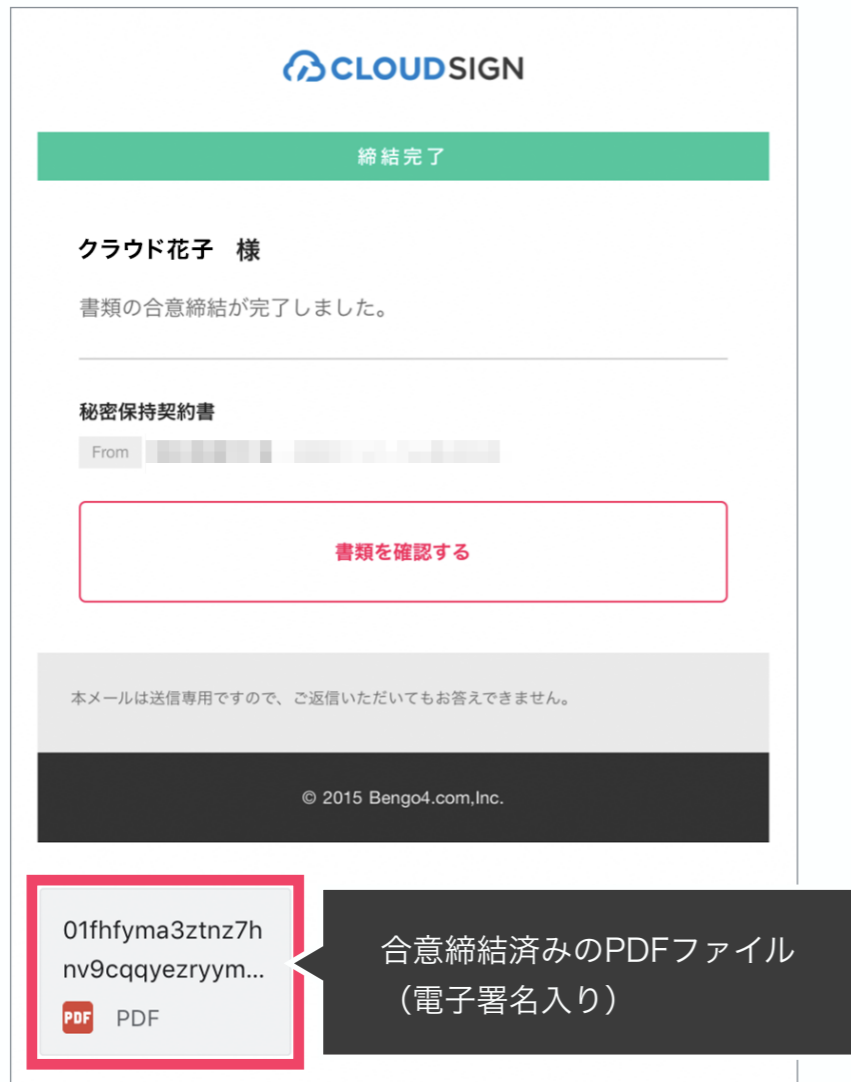 CLOUDSIGN
締結完了
クラウド花子 様
書類の合意締結が完了しました。
秘密保持契約書
From
書類を確認する
本メールは送信専用ですので、ご返信いただいてもお答えできません。
© 2015 Bengo4.com,Inc.
01fhfyma3ztnz7h
nv9cqqyezryym...
PDF PDF
合意締結済みのPDFファイル
（電子署名入り）